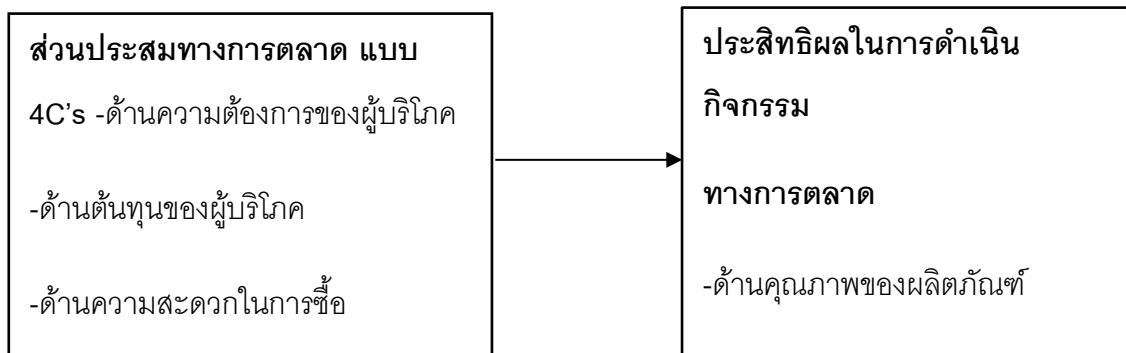 ส่วนประสมทางการตลาด แบบ
4C's -ด้านความต้องการของผู้บริโภค
-ด้านต้นทุนของผู้บริโภค
-ด้านความสะดวกในการซื้อ
ประสิทธิผลในการดำเนิน
กิจกรรม
ทางการตลาด
-ด้านคุณภาพของผลิตภัณฑ์